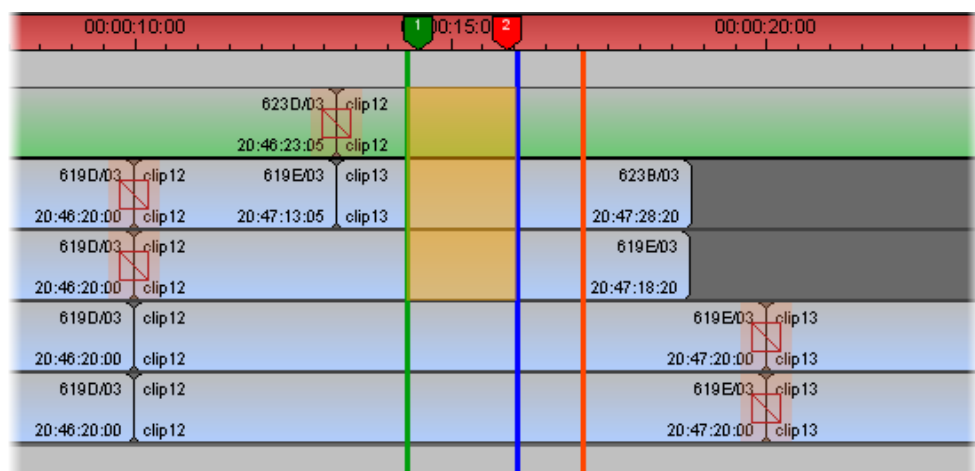 00:00:10:00 1 00:15:0 2 00:00:20:00
623D/03 clip12
20:46:23:05 clip12
619D/03 clip12 619E/03 clip13 623B/03
20:46:20:00 clip12 20:47:13:05 clip13 20:47:28:20
619D/03 clip12 619E/03
20:46:20:00 clip12 20:47:18:20
619D/03 clip12 619E/03 clip13
20:46:20:00 clip12 20:47:20:00 clip13
619D/03 clip12 619E/03 clip13
20:46:20:00 clip12 20:47:20:00 clip13